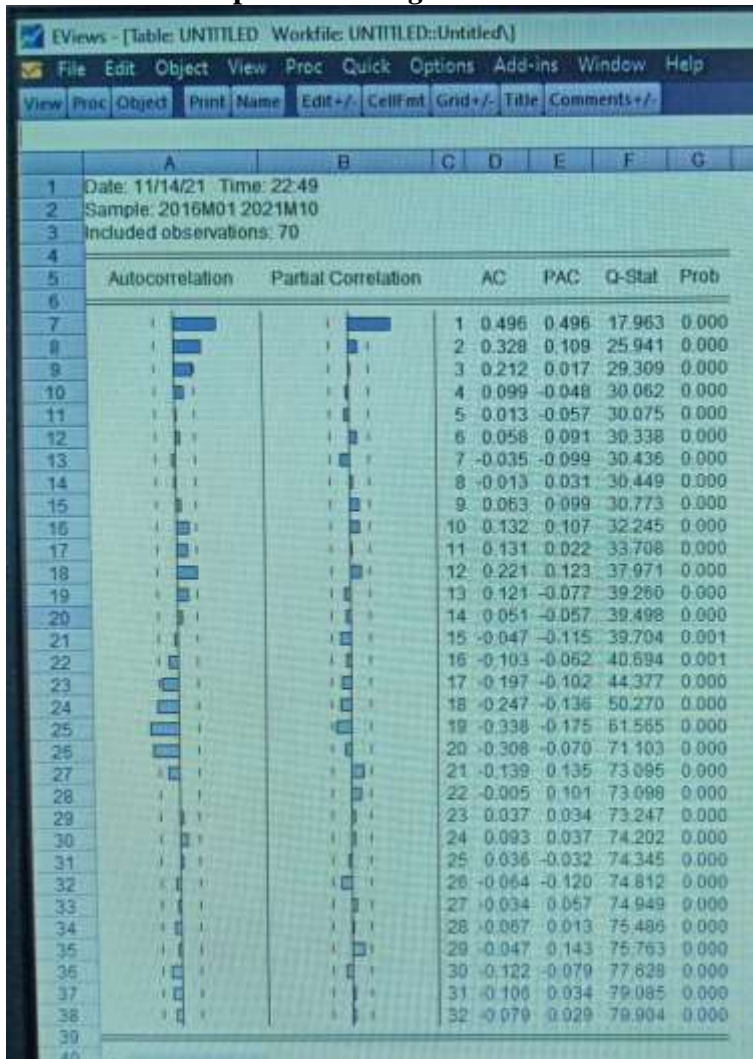 EViews - [Table: UNTITLED Workfile: UNTITLED::Untitled\]
File Edit Object View Proc Quick Options Add-ins Window Help
View Proc Object Print Name Edit+/- CellFmt Grid+/- Title Comments+/-
A B C D E F G
1 Date: 11/14/21 Time: 22:49
2 Sample: 2016M01 2021M10
3 Included observations: 70
4
5 Autocorrelation Partial Correlation AC PAC Q-Stat Prob
6
7 1 0.496 0.496 17.963 0.000
8 2 0.328 0.109 25.941 0.000
9 3 0.212 0.017 29.309 0.000
10 4 0.099 -0.048 30.062 0.000
11 5 0.013 -0.057 30.075 0.000
12 6 0.058 0.091 30.338 0.000
13 7 -0.035 -0.099 30.436 0.000
14 8 -0.013 0.031 30.449 0.000
15 9 0.063 0.099 30.773 0.000
16 10 0.132 0.107 32.245 0.000
17 11 0.131 0.022 33.708 0.000
18 12 0.221 0.123 37.971 0.000
19 13 0.121 -0.077 39.260 0.000
20 14 0.051 -0.057 39.498 0.000
21 15 -0.047 -0.115 39.704 0.001
22 16 -0.103 -0.062 40.694 0.001
23 17 -0.197 -0.102 44.377 0.000
24 18 -0.247 -0.136 50.270 0.000
25 19 -0.338 -0.175 61.565 0.000
26 20 -0.308 -0.070 71.103 0.000
27 21 -0.139 0.135 73.095 0.000
28 22 -0.005 0.101 73.098 0.000
29 23 0.037 0.034 73.247 0.000
30 24 0.093 0.037 74.202 0.000
31 25 0.036 -0.032 74.345 0.000
32 26 -0.064 -0.120 74.812 0.000
33 27 -0.034 0.057 74.949 0.000
34 28 -0.067 0.013 75.486 0.000
35 29 -0.047 0.143 75.763 0.000
36 30 -0.122 -0.079 77.628 0.000
37 31 -0.106 0.034 79.085 0.000
38 32 -0.079 0.029 79.904 0.000
39